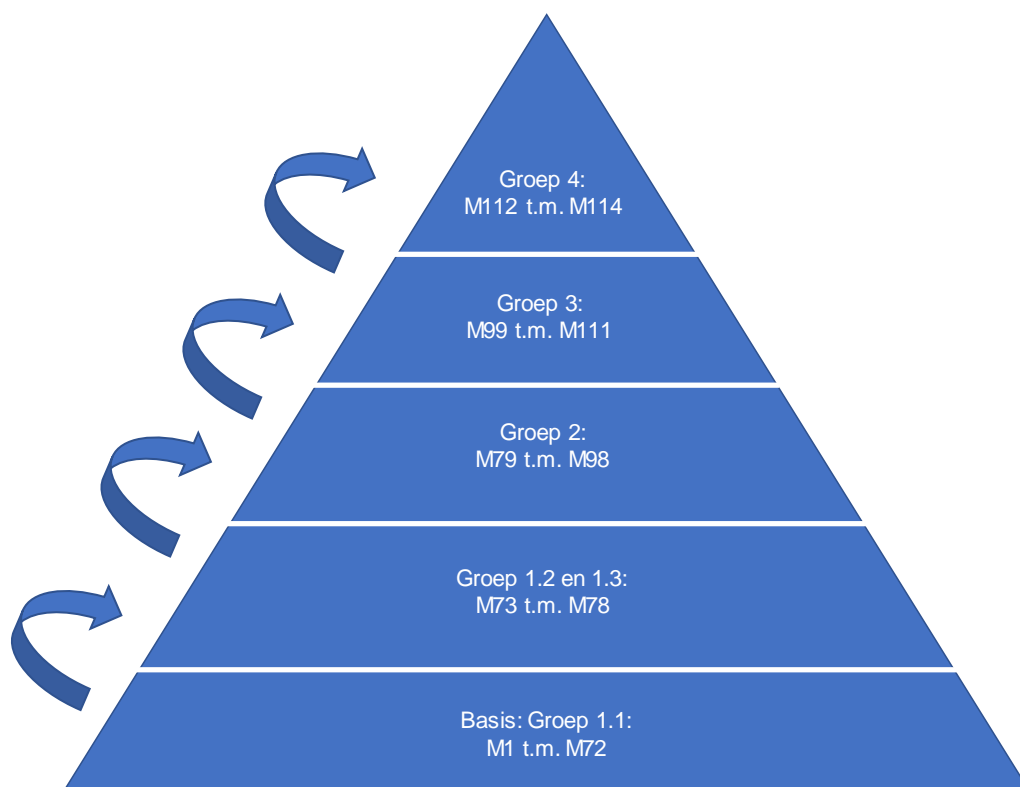 Groep 4:
M112 t.m. M114
Groep 3:
M99 t.m. M111
Groep 2:
M79 t.m. M98
Groep 1.2 en 1.3:
M73 t.m. M78
Basis: Groep 1.1:
M1 t.m. M72